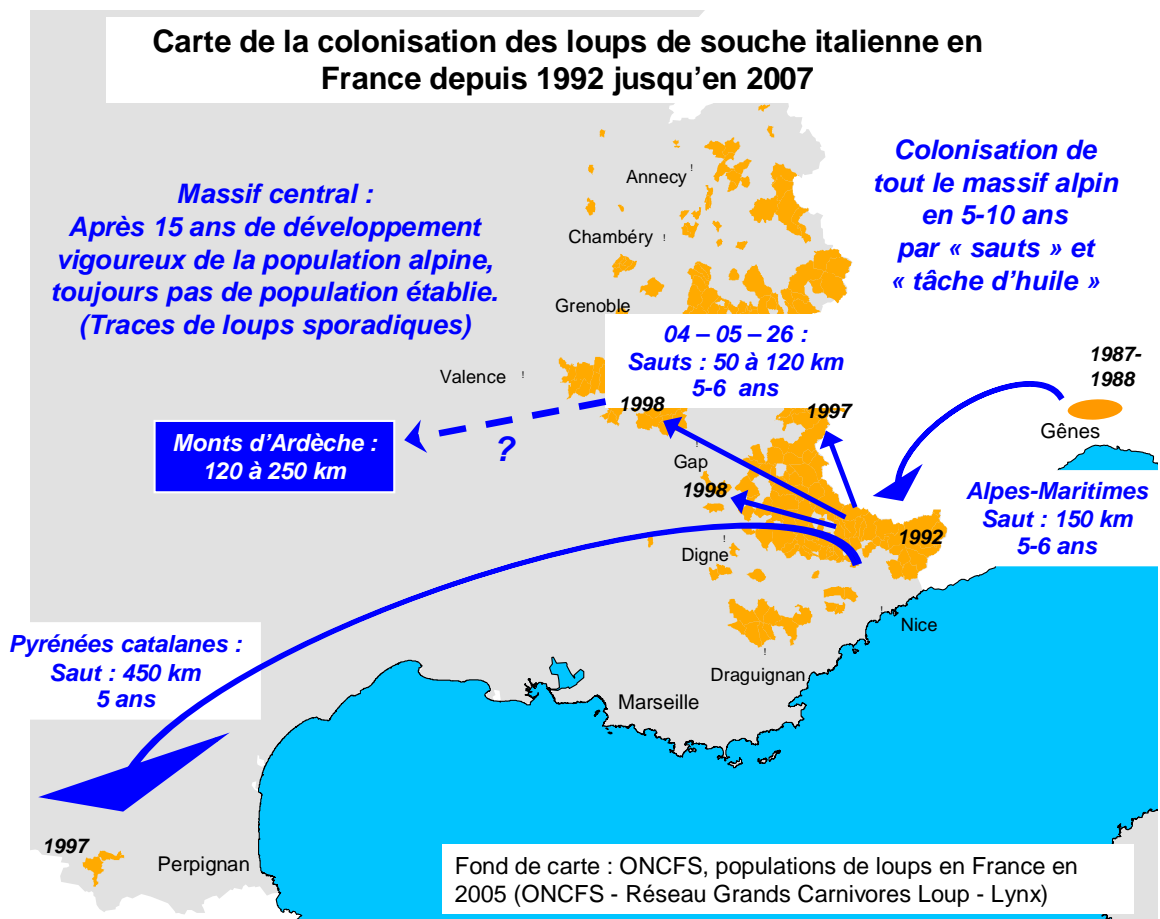 Carte de la colonisation des loups de souche italienne en
France depuis 1992 jusqu'en 2007
Massif central :
Après 15 ans de développement
vigoureux de la population alpine,
toujours pas de population établie.
(Traces de loups sporadiques)
Colonisation de
tout le massif alpin
en 5-10 ans
par « sauts » et
« tâche d'huile »
Annecy
Chambéry
Grenoble
04 – 05 – 26 :
Sauts : 50 à 120 km
5-6 ans
1987-
1988
Gênes
Valence
1998
1997
Monts d'Ardèche :
120 à 250 km
?
Gap
1998
Alpes-Maritimes
Saut : 150 km
5-6 ans
1992
Digne
Nice
Pyrénées catalanes :
Saut : 450 km
5 ans
Draguignan
Marseille
1997
Perpignan
Fond de carte : ONCFS, populations de loups en France en
2005 (ONCFS - Réseau Grands Carnivores Loup - Lynx)